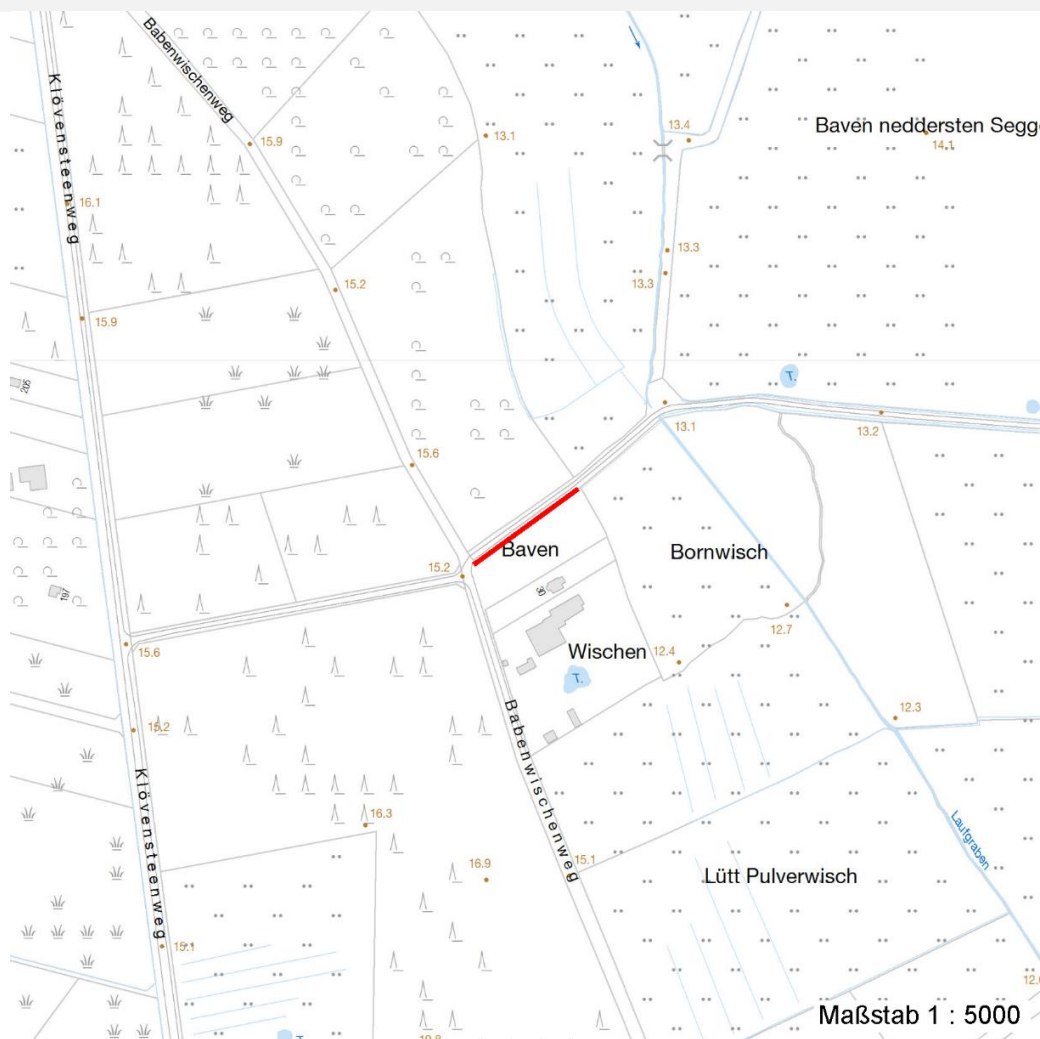 Babenwischenweg
Klövensteenweg
15.9
13.1
13.4
Baven neddersten Segg
14.1
16.1
13.3
13.3
15.2
15.9
T.
205
13.1
13.2
15.6
Baven
Bornwisch
15.2
30
197
12.7
15.6
Wischen
12.4
T.
12.3
15.2
Babenwischenweg
Klövensteenweg
16.3
Laufgraben
16.9
15.1
Lütt Pulverwisch
15.1
12.
Maßstab 1 : 5000
T.